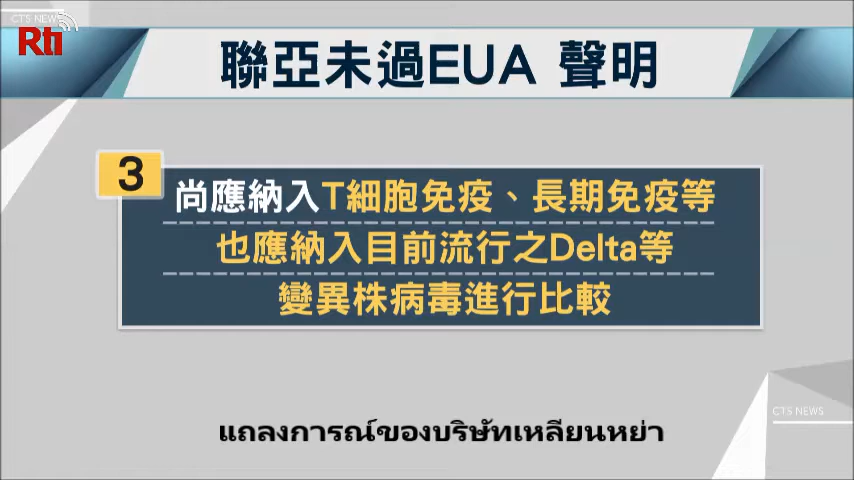 CTS NEWS
Rti
聯亞未過EUA 聲明
3
尚應納入T細胞免疫、長期免疫等
也應納入目前流行之Delta等
變異株病毒進行比較
CTS NEWS
แถลงการณ์ของบริษัทเหลียนหย่า